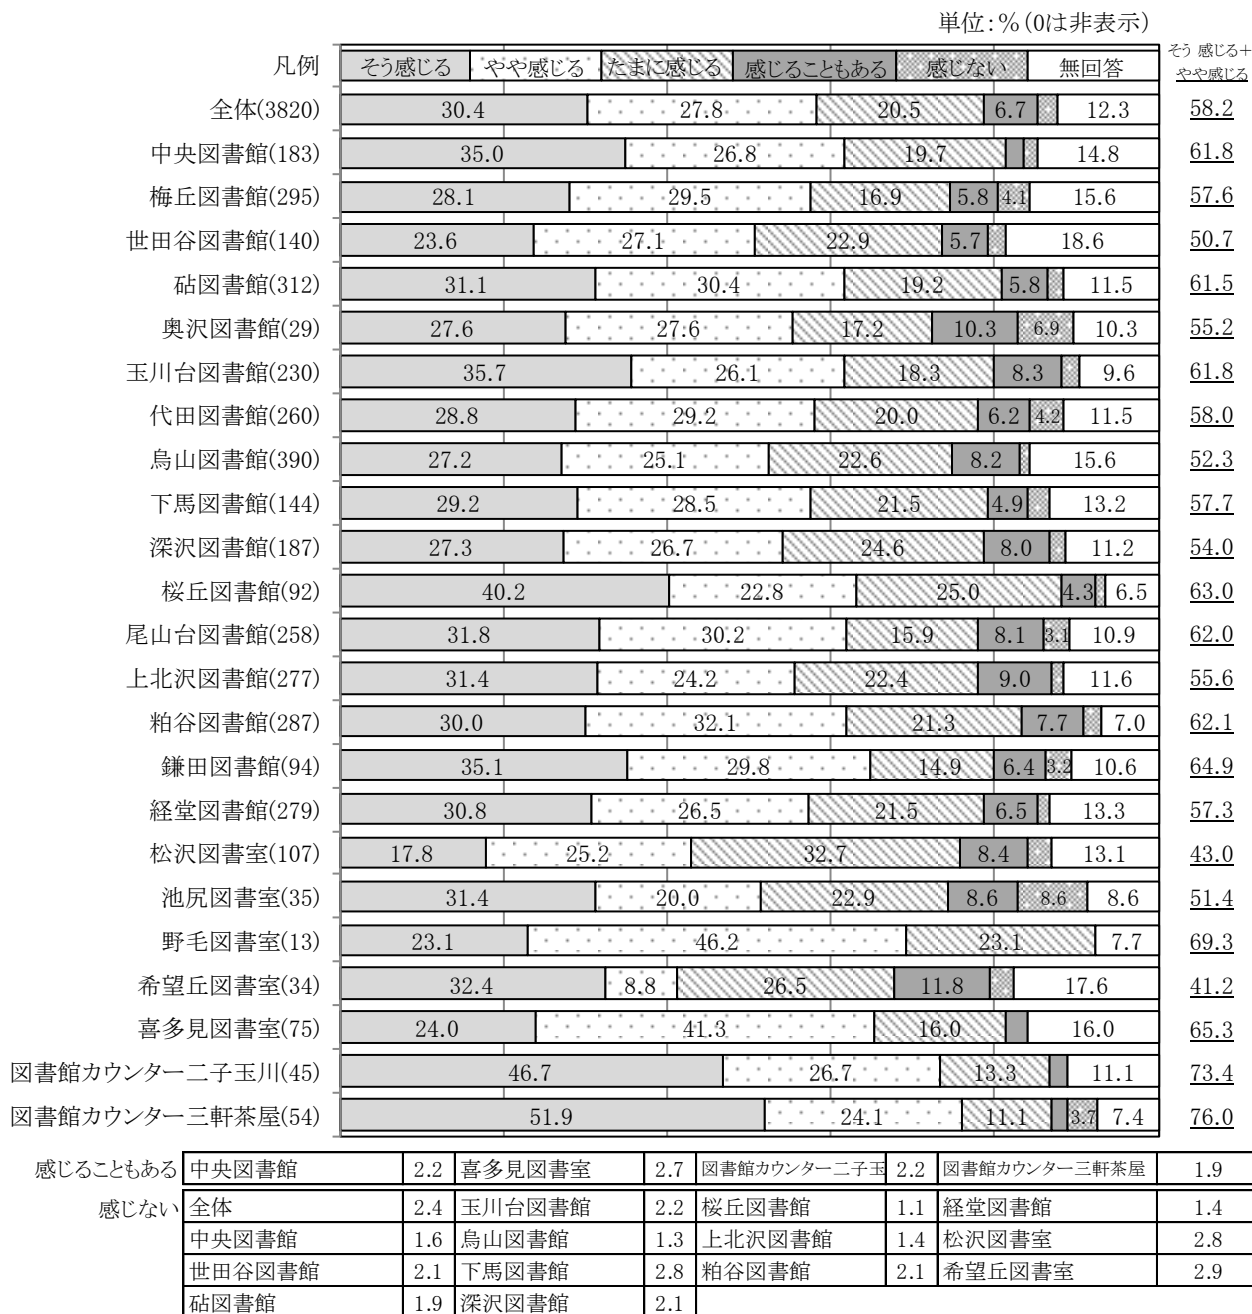 単位：％（0は非表示）
そう 感じる＋
やや感じる
凡例 そう感じる やや感じる たまに感じる 感じることもある 感じない 無回答
全体(3820) 30.4 27.8 20.5 6.7 12.3 58.2
中央図書館(183) 35.0 26.8 19.7 14.8 61.8
梅丘図書館(295) 28.1 29.5 16.9 5.8 4.1 15.6 57.6
世田谷図書館(140) 23.6 27.1 22.9 5.7 18.6 50.7
砧図書館(312) 31.1 30.4 19.2 5.8 11.5 61.5
奥沢図書館(29) 27.6 27.6 17.2 10.3 6.9 10.3 55.2
玉川台図書館(230) 35.7 26.1 18.3 8.3 9.6 61.8
代田図書館(260) 28.8 29.2 20.0 6.2 4.2 11.5 58.0
烏山図書館(390) 27.2 25.1 22.6 8.2 15.6 52.3
下馬図書館(144) 29.2 28.5 21.5 4.9 13.2 57.7
深沢図書館(187) 27.3 26.7 24.6 8.0 11.2 54.0
桜丘図書館(92) 40.2 22.8 25.0 4.3 6.5 63.0
尾山台図書館(258) 31.8 30.2 15.9 8.1 3.1 10.9 62.0
上北沢図書館(277) 31.4 24.2 22.4 9.0 11.6 55.6
粕谷図書館(287) 30.0 32.1 21.3 7.7 7.0 62.1
鎌田図書館(94) 35.1 29.8 14.9 6.4 3.2 10.6 64.9
経堂図書館(279) 30.8 26.5 21.5 6.5 13.3 57.3
松沢図書室(107) 17.8 25.2 32.7 8.4 13.1 43.0
池尻図書室(35) 31.4 20.0 22.9 8.6 8.6 8.6 51.4
野毛図書室(13) 23.1 46.2 23.1 7.7 69.3
希望丘図書室(34) 32.4 8.8 26.5 11.8 17.6 41.2
喜多見図書室(75) 24.0 41.3 16.0 16.0 65.3
図書館カウンター二子玉川(45) 46.7 26.7 13.3 11.1 73.4
図書館カウンター三軒茶屋(54) 51.9 24.1 11.1 3.7 7.4 76.0
感じることもある 中央図書館 2.2 喜多見図書室 2.7 図書館カウンター二子玉 2.2 図書館カウンター三軒茶屋 1.9
感じない 全体 2.4 玉川台図書館 2.2 桜丘図書館 1.1 経堂図書館 1.4
中央図書館 1.6 烏山図書館 1.3 上北沢図書館 1.4 松沢図書室 2.8
世田谷図書館 2.1 下馬図書館 2.8 粕谷図書館 2.1 希望丘図書室 2.9
砧図書館 1.9 深沢図書館 2.1